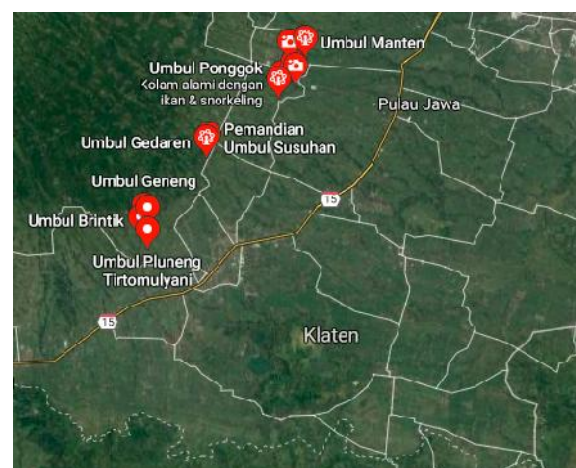 Umbul Manten
Umbul Ponggok
Kolam alami dengan
ikan & snorkeling
Pulau Jawa
Umbul Gedaren
Pemandian
Umbul Susuhan
Umbul Geneng
15
Umbul Brintik
Umbul Pluneng
Tirtomulyani
15
Klaten